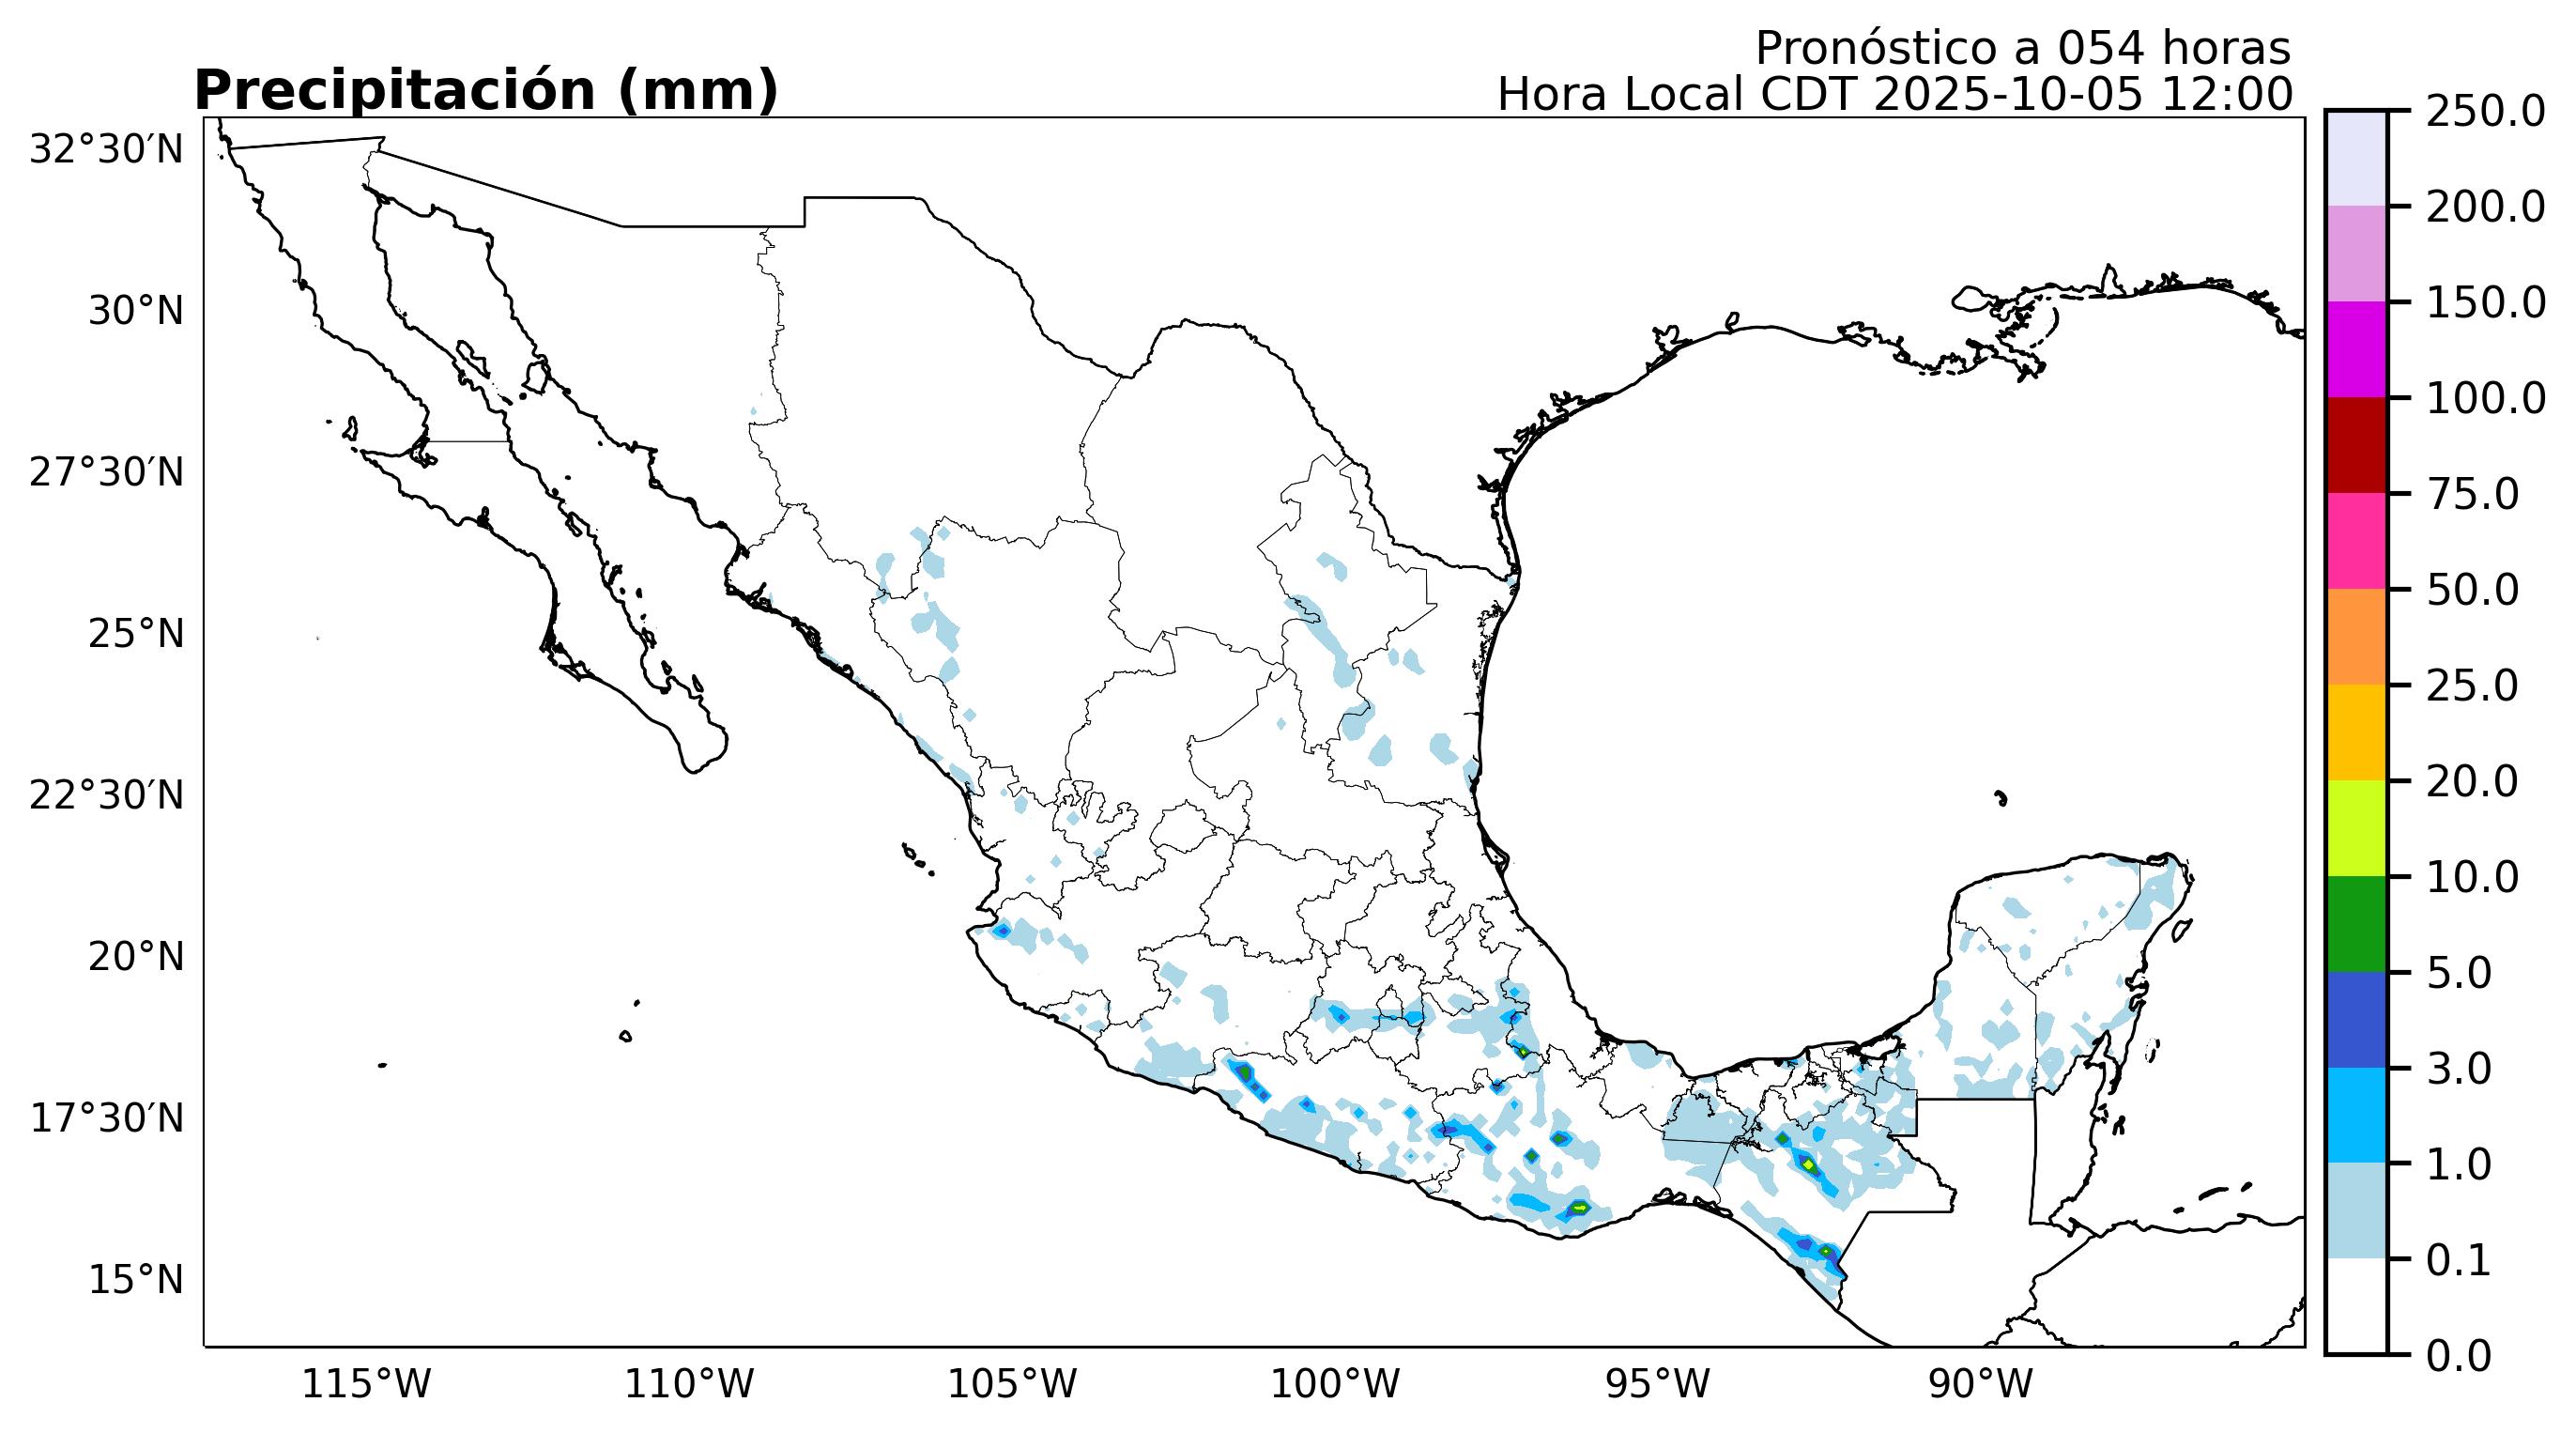 Pronóstico a 054 horas
Precipitación (mm)
Hora Local CDT 2025-10-05 12:00
32°30′N
30°N
27°30′N
25°N
22°30′N
20°N
17°30′N
15°N
115°W
110°W
105°W
100°W
95°W
90°W
250.0
200.0
150.0
100.0
75.0
50.0
25.0
20.0
10.0
5.0
3.0
1.0
0.1
0.0